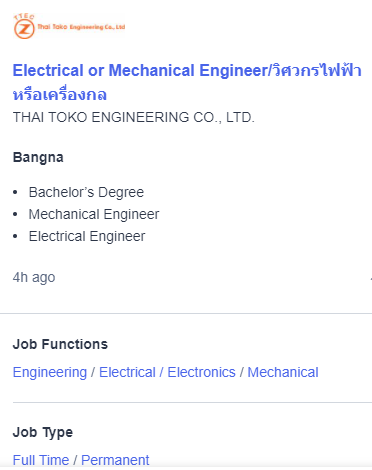 TTEC
Thai Toko Engineering Co., Ltd.
Electrical or Mechanical Engineer/วิศวกรไฟฟ้า
หรือเครื่องกล
THAI TOKO ENGINEERING CO., LTD.
Bangna
• Bachelor’s Degree
• Mechanical Engineer
• Electrical Engineer
4h ago
Job Functions
Engineering / Electrical / Electronics / Mechanical
Job Type
Full Time / Permanent